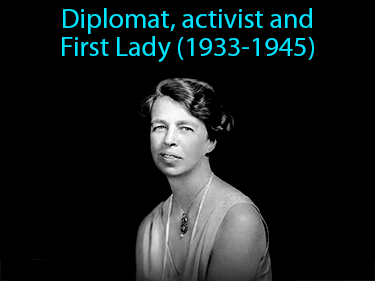 Diplomat, activist and
First Lady (1933-1945)